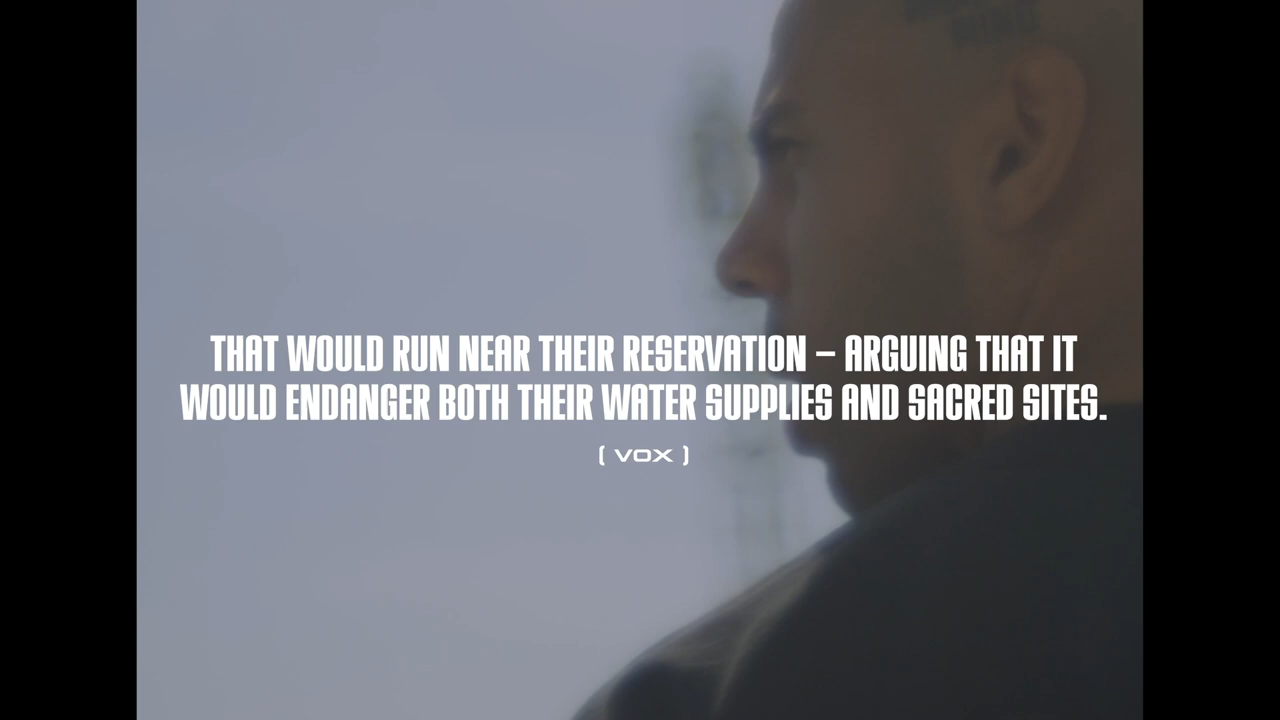 THAT WOULD RUN NEAR THEIR RESERVATION – ARGUING THAT IT
WOULD ENDANGER BOTH THEIR WATER SUPPLIES AND SACRED SITES.
( VOX )